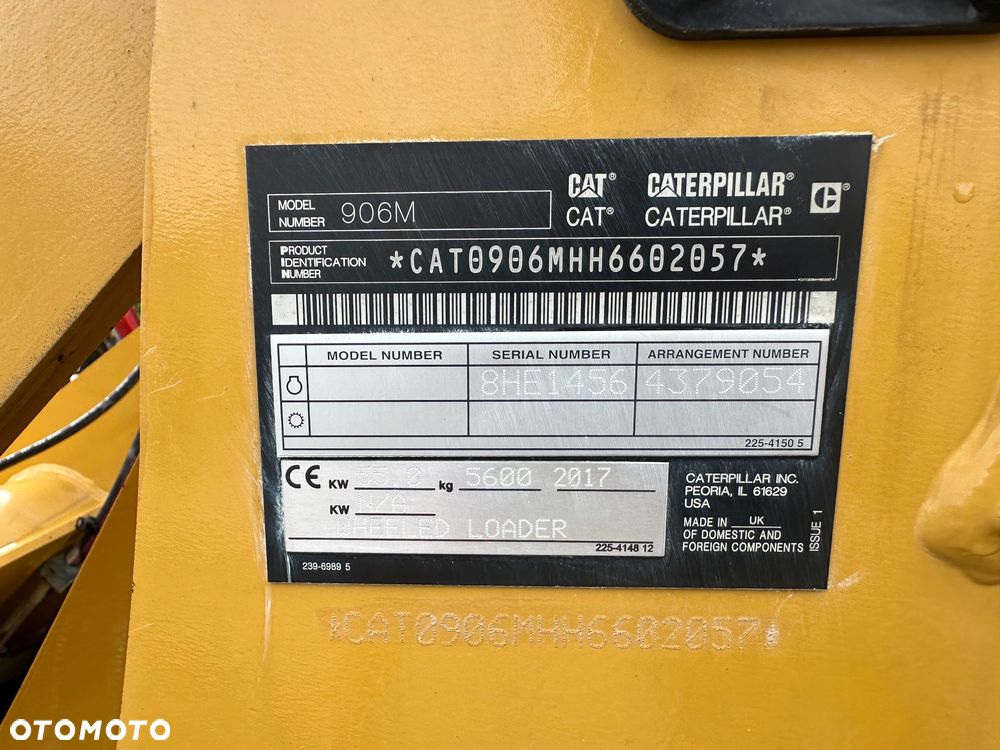 CAT® CATERPILLAR®
MODEL NUMBER 906M
CAT® CATERPILLAR®
PRODUCT IDENTIFICATION NUMBER *CAT0906MHH6602057*
MODEL NUMBER SERIAL NUMBER ARRANGEMENT NUMBER
8HE1456 4379054
225-4150 5
CE KW 55.0 kg 5600 2017
KW N/A
WHEELED LOADER
225-4148 12
CATERPILLAR INC.
PEORIA, IL 61629
USA
MADE IN UK
OF DOMESTIC AND
FOREIGN COMPONENTS
ISSUE 1
239-6989 5
*CAT0906MHH6602057*
OTOMOTO